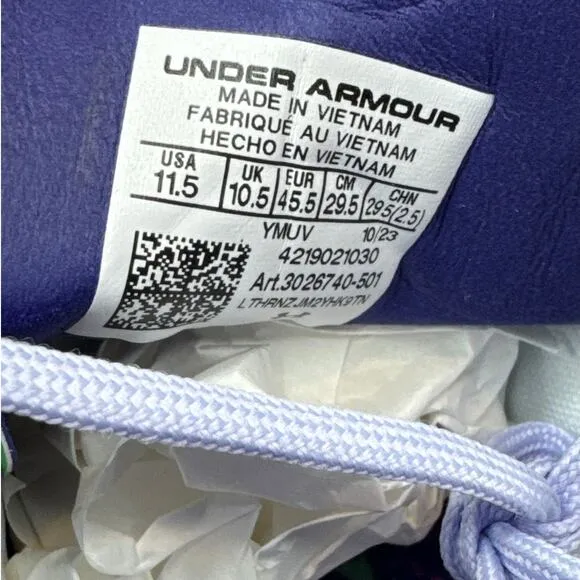 UNDER ARMOUR
MADE IN VIETNAM
FABRIQUÉ AU VIETNAM
HECHO EN VIETNAM
USA UK EUR CM CHN
11.5 10.5 45.5 29.5 295(2.5)
YMUV 10/23
4219021030
Art.3026740-501
LTHRNZJM2YHK9TN